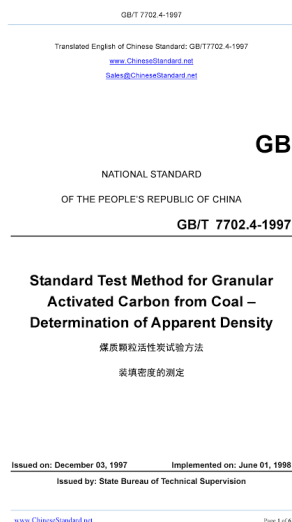 GB/T 7702.4-1997
Translated English of Chinese Standard: GB/T7702.4-1997
www.ChineseStandard.net
Sales@ChineseStandard.net
GB
NATIONAL STANDARD
OF THE PEOPLE'S REPUBLIC OF CHINA
GB/T 7702.4-1997
Standard Test Method for Granular
Activated Carbon from Coal –
Determination of Apparent Density
煤质颗粒活性炭试验方法
装填密度的测定
Issued on: December 03, 1997 Implemented on: June 01, 1998
Issued by: State Bureau of Technical Supervision
www.ChineseStandard.net Page 1 of 6